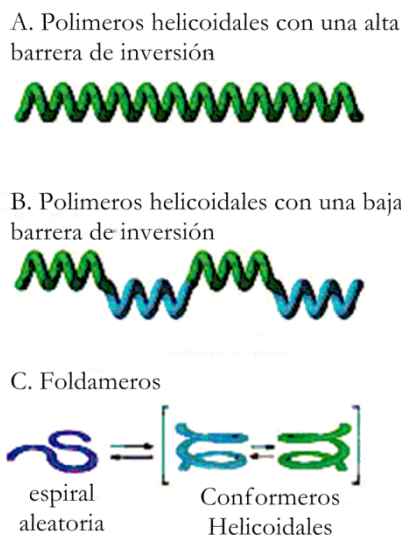 A. Polimeros helicoidales con una alta
barrera de inversión
B. Polimeros helicoidales con una baja
barrera de inversión
C. Foldameros
espiral
aleatoria
Conformeros
Helicoidales